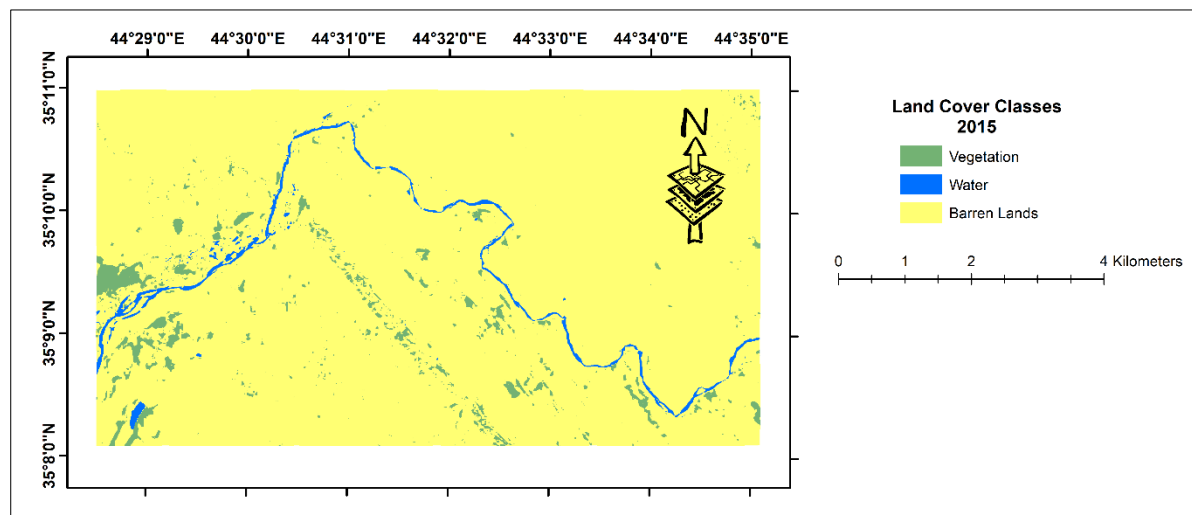 44°29'0"E 44°30'0"E 44°31'0"E 44°32'0"E 44°33'0"E 44°34'0"E 44°35'0"E
35°11'0"N
35°10'0"N
35°9'0"N
35°8'0"N
N
Land Cover Classes
2015
Vegetation
Water
Barren Lands
0 1 2 4 Kilometers